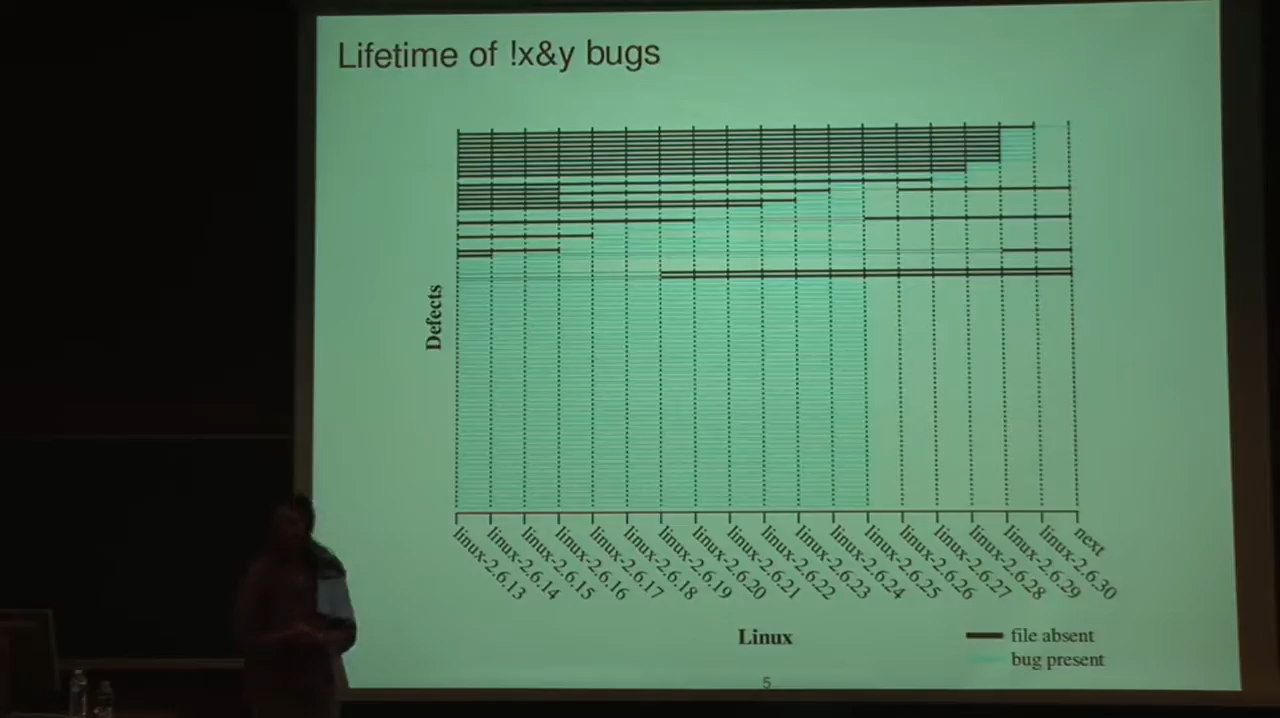 Lifetime of !x&y bugs
Defects
linux-2.6.13
linux-2.6.14
linux-2.6.15
linux-2.6.16
linux-2.6.17
linux-2.6.18
linux-2.6.19
linux-2.6.20
linux-2.6.21
linux-2.6.22
linux-2.6.23
linux-2.6.24
linux-2.6.25
linux-2.6.26
linux-2.6.27
linux-2.6.28
linux-2.6.29
linux-2.6.30
next
Linux
file absent
bug present
5